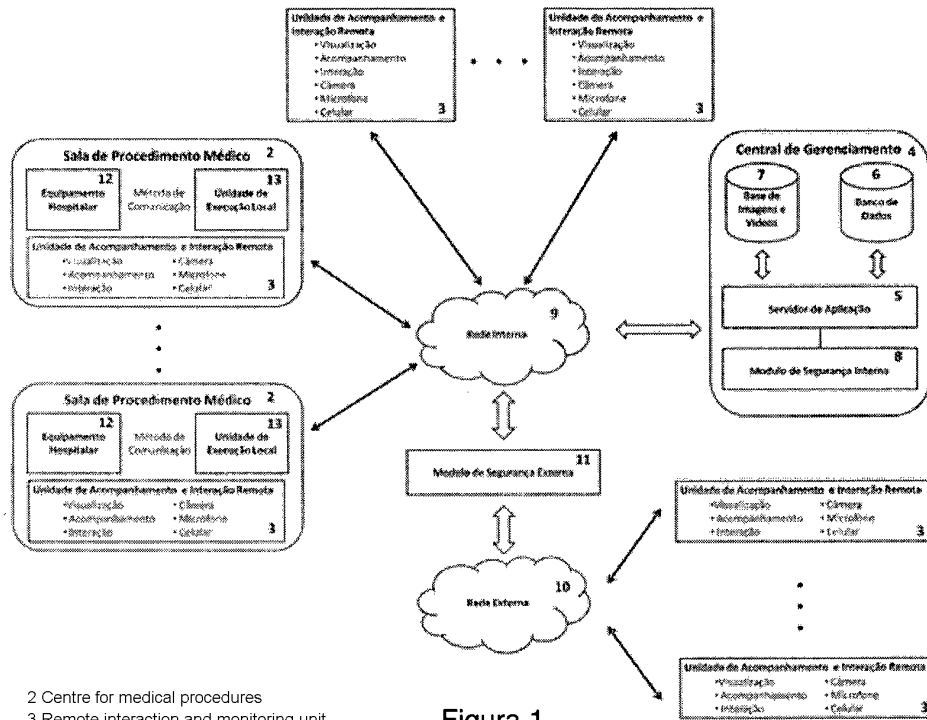 Unidade de Acompanhamento e
Interação Remota
• Visualização
• Acompanhamento
• Interação
• Câmera
• Microfone
• Celular
3
• • •
Unidade de Acompanhamento e
Interação Remota
• Visualização
• Acompanhamento
• Interação
• Câmera
• Microfone
• Celular
3
Sala de Procedimento Médico 2
12
Equipamento
Hospitalar
Método de
Comunicação
13
Unidade de
Execução Local
Unidade de Acompanhamento e Interação Remota
•Visualização • Câmera
•Acompanhamento • Microfone
•Interação • Celular 3
Central de Gerenciamento 4
7
Base de
Imagens e
Vídeos
6
Banco de
Dados
5
Servidor de Aplicação
8
Modulo de Segurança Interna
9
Rede Interna
Sala de Procedimento Médico 2
12
Equipamento
Hospitalar
Método de
Comunicação
13
Unidade de
Execução Local
Unidade de Acompanhamento e Interação Remota
•Visualização • Câmera
•Acompanhamento • Microfone
•Interação • Celular 3
11
Modulo de Segurança Externa
10
Rede Externa
Unidade de Acompanhamento e Interação Remota
•Visualização • Câmera
•Acompanhamento • Microfone
•Interação • Celular 3
Unidade de Acompanhamento e Interação Remota
•Visualização • Câmera
•Acompanhamento • Microfone
•Interação • Celular 3
2 Centre for medical procedures
3 Remote interaction and monitoring unit
Figura 1